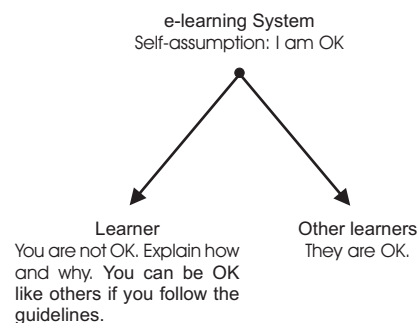 e-learning System
Self-assumption: I am OK
Learner
You are not OK. Explain how
and why. You can be OK
like others if you follow the
guidelines.
Other learners
They are OK.